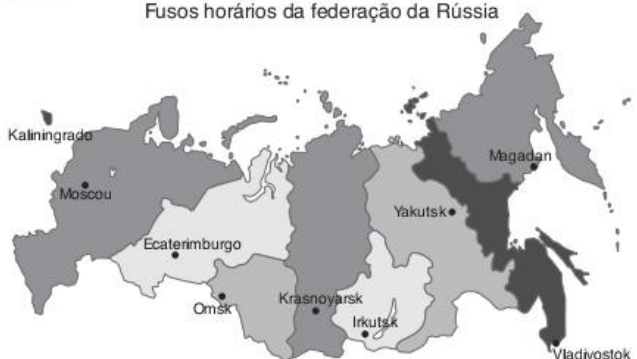 Fusos horários da federação da Rússia
Kaliningrado
Moscou
Magadan
Yakutsk
Ecaterimburgo
Omsk
Krasnoyarsk
Irkutsk
Vladivostok